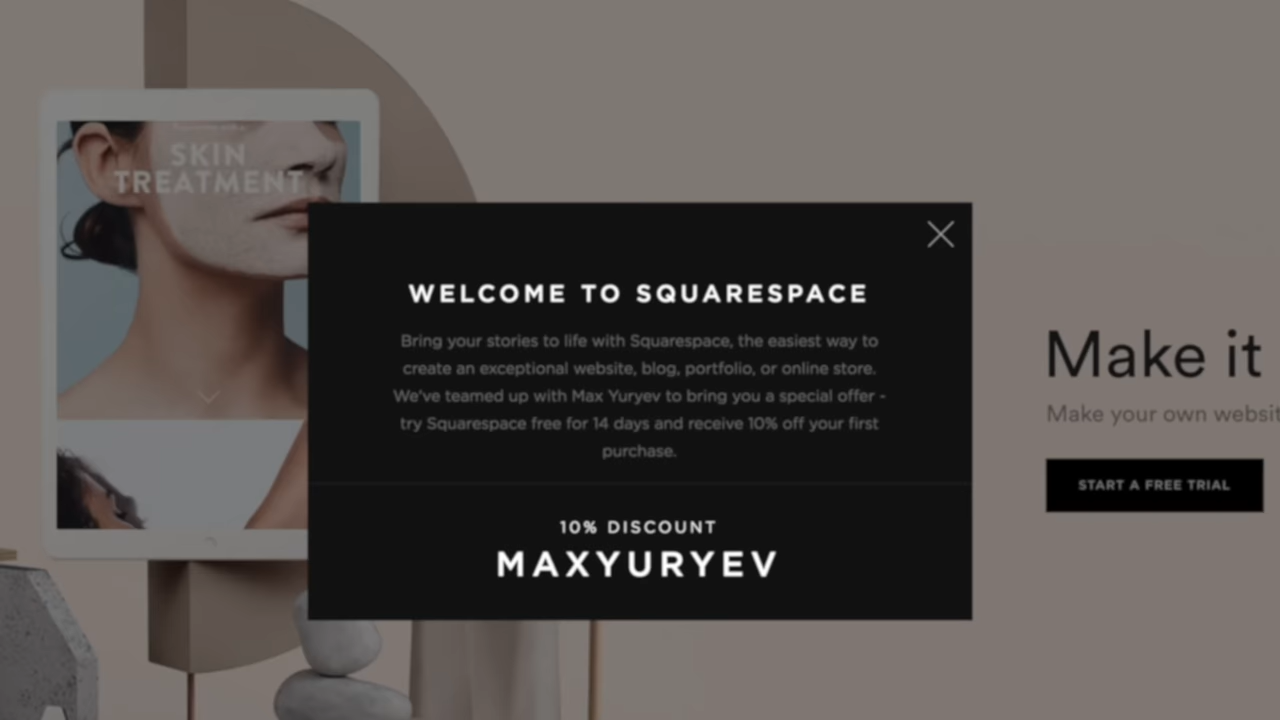 SKIN
TREATMENT
WELCOME TO SQUARESPACE
Bring your stories to life with Squarespace, the easiest way to
create an exceptional website, blog, portfolio, or online store.
We've teamed up with Max Yuryev to bring you a special offer -
try Squarespace free for 14 days and receive 10% off your first
purchase.
10% DISCOUNT
MAXYURYEV
Make it
Make your own websit
START A FREE TRIAL